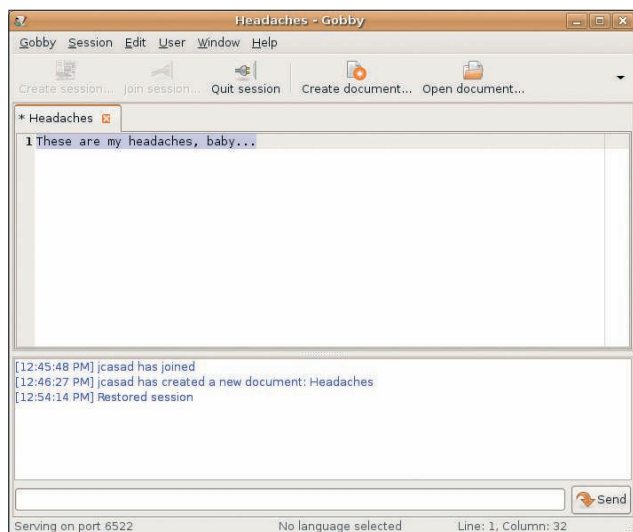 Headaches - Gobby
Gobby Session Edit User Window Help
Create session... Join session... Quit session Create document... Open document...
* Headaches
1 These are my headaches, baby...
[12:45:48 PM] jcasad has joined
[12:46:27 PM] jcasad has created a new document: Headaches
[12:54:14 PM] Restored session
Send
Serving on port 6522 No language selected Line: 1, Column: 32